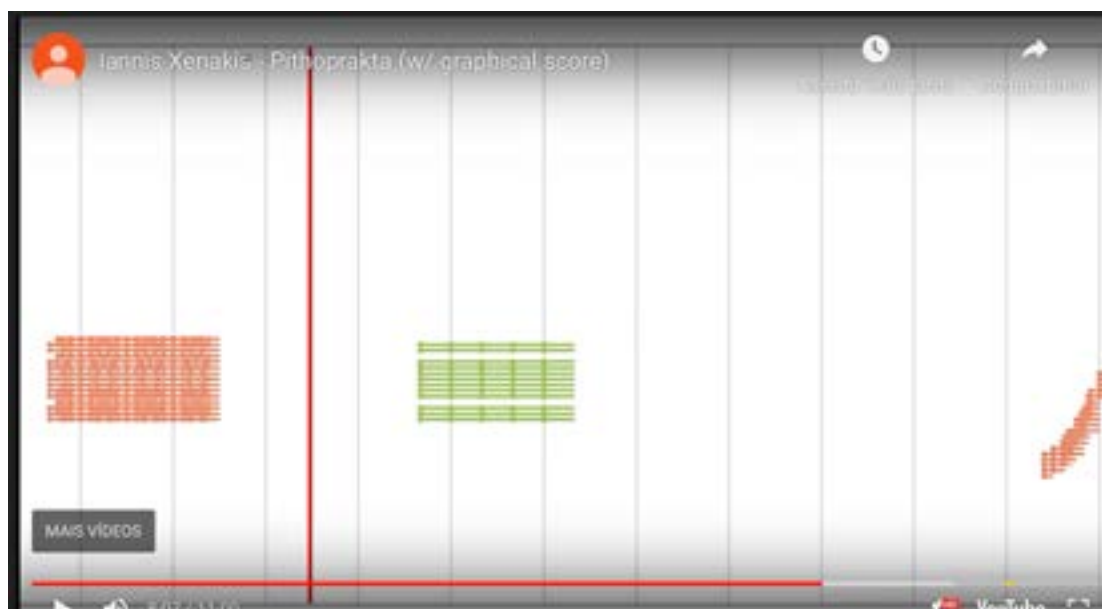 Iannis Xenakis - Pithoprakta (w/ graphical score)
MAIS VÍDEOS
YouTube